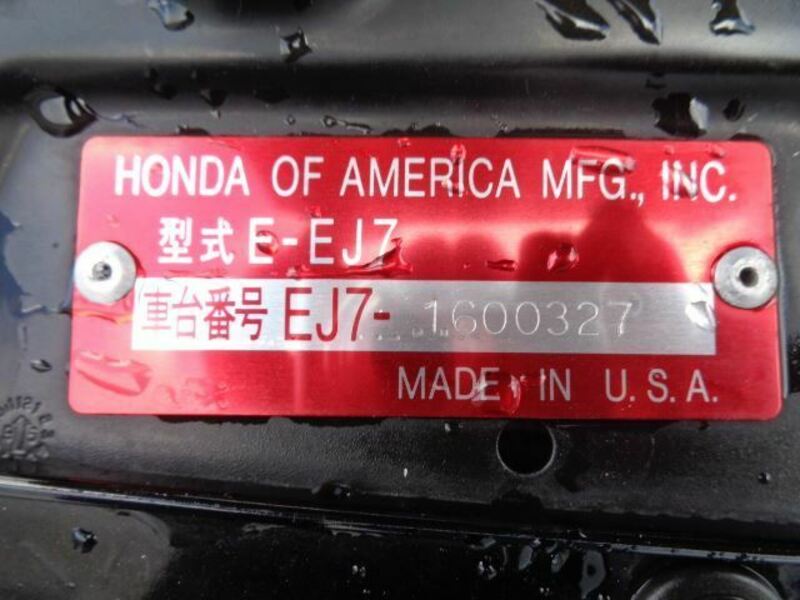 HONDA OF AMERICA MFG., INC.
型式 E-EJ7
車台番号 EJ7-1600327
MADE IN U.S.A.